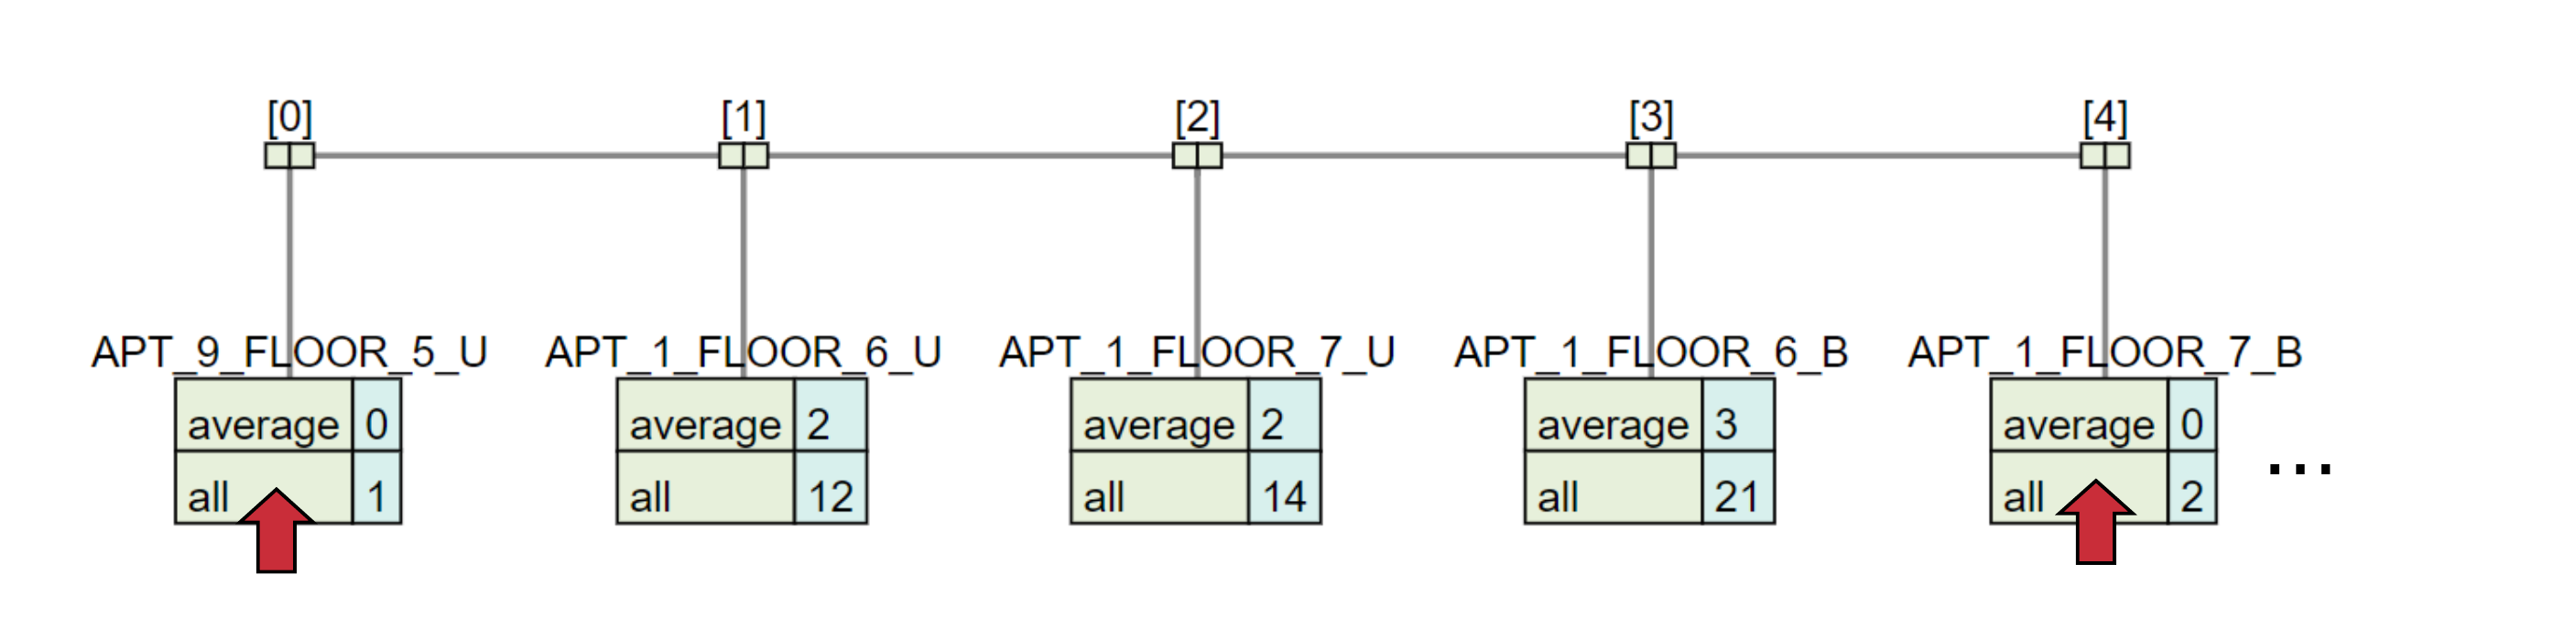 [0] [1] [2] [3] [4]
APT_9_FLOOR_5_U APT_1_FLOOR_6_U APT_1_FLOOR_7_U APT_1_FLOOR_6_B APT_1_FLOOR_7_B
average 0 average 2 average 2 average 3 average 0
all 1 all 12 all 14 all 21 all 2
...